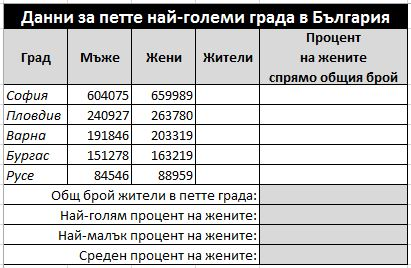 Данни за петте най-големи града в България
Град Мъже Жени Жители Процент на жените спрямо общия брой
София 604075 659989
Пловдив 240927 263780
Варна 191846 203319
Бургас 151278 163219
Русе 84546 88959
Общ брой жители в петте града:
Най-голям процент на жените:
Най-малък процент на жените:
Среден процент на жените: